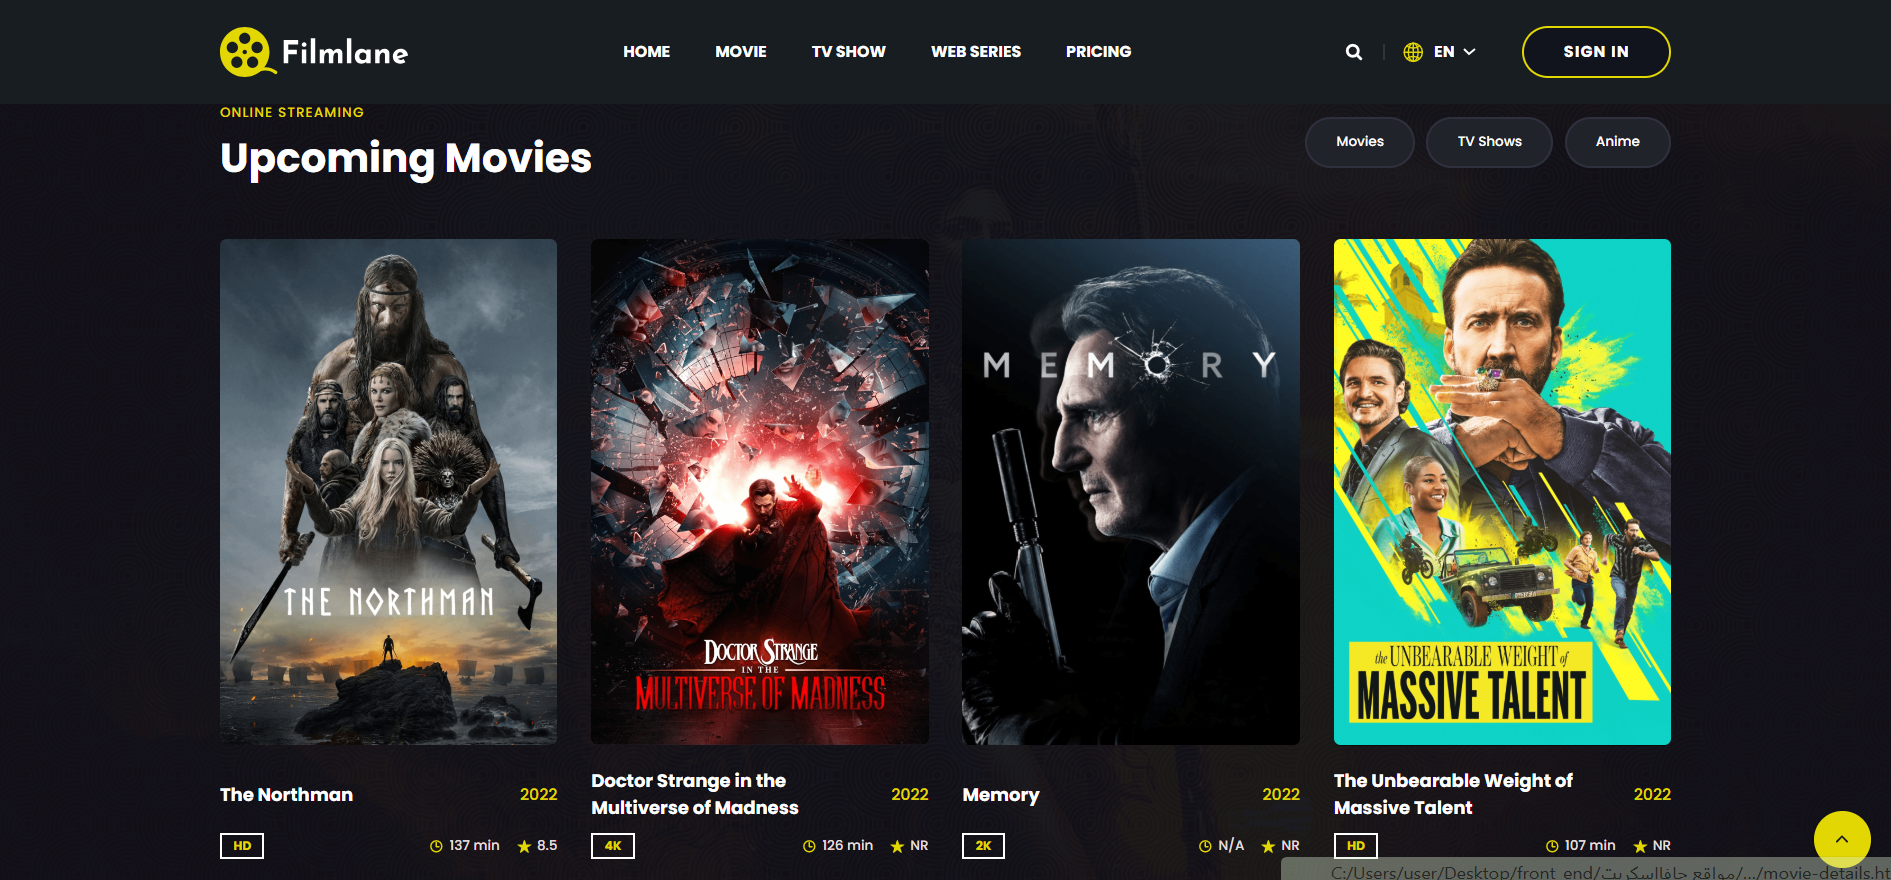 Filmlane
HOME MOVIE TV SHOW WEB SERIES PRICING
EN
SIGN IN
ONLINE STREAMING
Upcoming Movies
Movies TV Shows Anime
THE NORTHMAN
DOCTOR STRANGE
IN THE
MULTIVERSE OF MADNESS
MEMORY
the UNBEARABLE WEIGHT of
MASSIVE TALENT
The Northman 2022
HD 137 min 8.5
Doctor Strange in the
Multiverse of Madness 2022
4K 126 min NR
Memory 2022
2K N/A NR
The Unbearable Weight of
Massive Talent 2022
HD 107 min NR
C:/Users/user/Desktop/front_end/مواقع جافااسكربت/.../movie-details.ht